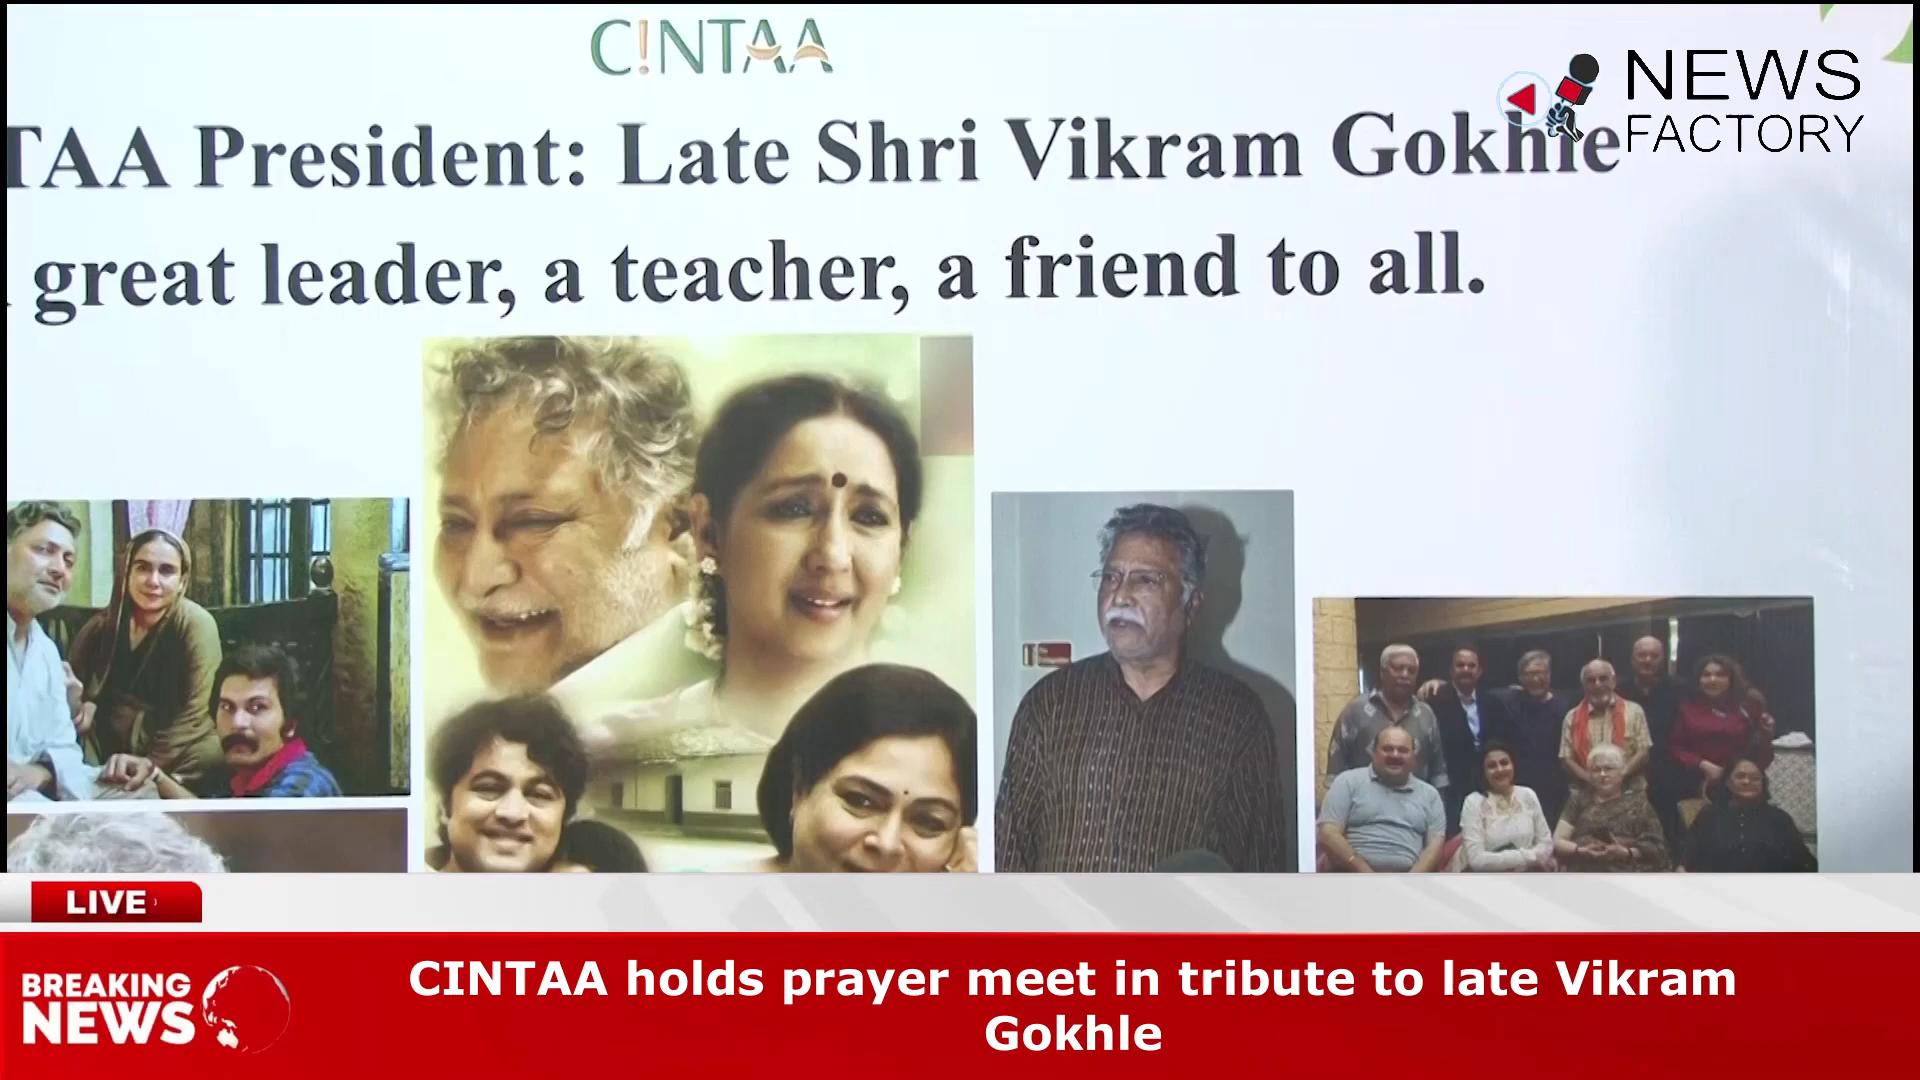 C!NTAA
NEWS
FACTORY
TAA President: Late Shri Vikram Gokhle
great leader, a teacher, a friend to all.
LIVE
BREAKING
NEWS
CINTAA holds prayer meet in tribute to late Vikram
Gokhle